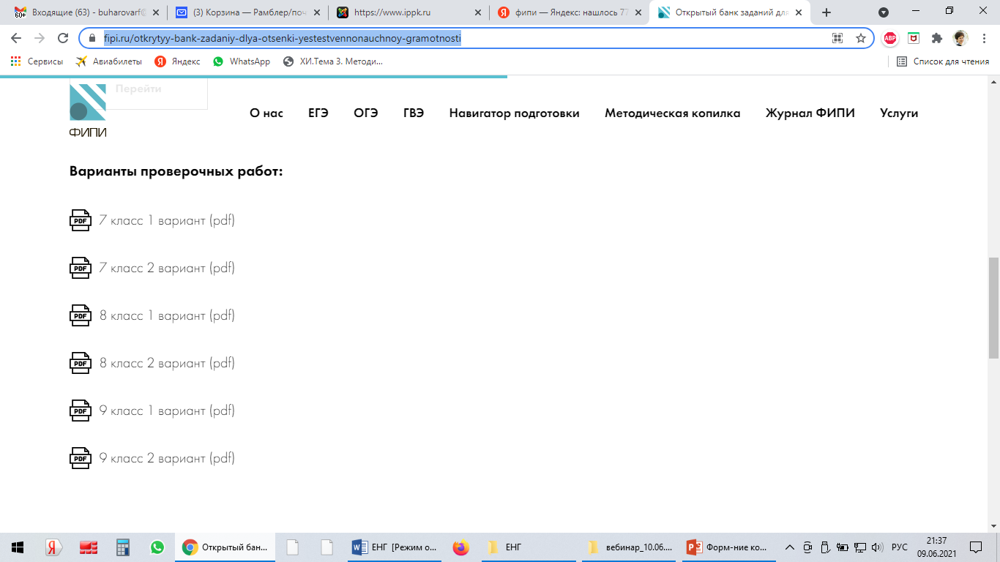 60+
Входящие (63) - buharovarf@
(3) Корзина — Рамблер/поч
https://www.ippk.ru
фипи — Яндекс: нашлось 77
Открытый банк заданий для
fipi.ru/otkrytyy-bank-zadaniy-dlya-otsenki-yestestvennonauchnoy-gramotnosti
ABP
Сервисы
Авиабилеты
Яндекс
WhatsApp
ХИ.Тема 3. Методи...
Список для чтения
Перейти
ФИПИ
О нас
ЕГЭ
ОГЭ
ГВЭ
Навигатор подготовки
Методическая копилка
Журнал ФИПИ
Услуги
Варианты проверочных работ:
PDF 7 класс 1 вариант (pdf)
PDF 7 класс 2 вариант (pdf)
PDF 8 класс 1 вариант (pdf)
PDF 8 класс 2 вариант (pdf)
PDF 9 класс 1 вариант (pdf)
PDF 9 класс 2 вариант (pdf)
Открытый бан...
ЕНГ [Режим о...
ЕНГ
вебинар_10.06....
Форм-ние ко...
РУС
21:37
09.06.2021